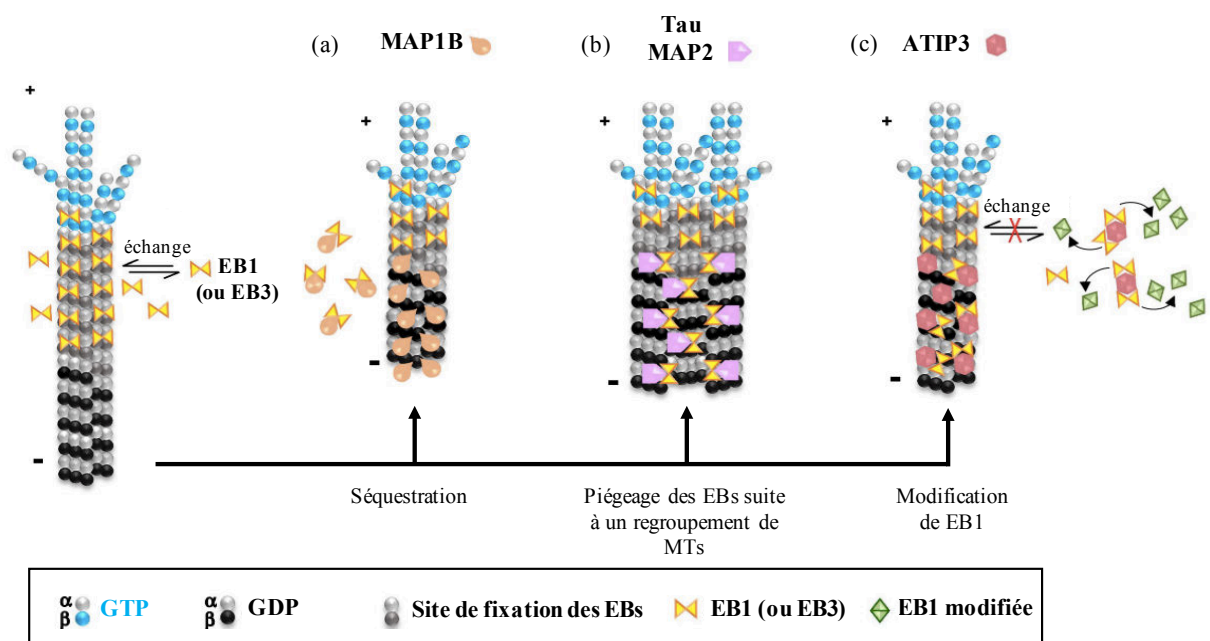 (a) MAP1B
(b) Tau
MAP2
(c) ATIP3
+
+
+
+
échange
EB1
(ou EB3)
échange
-
-
-
-
Séquestration
Piégeage des EBs suite
à un regroupement de
MTs
Modification
de EB1
α
β GTP
α
β GDP
Site de fixation des EBs
EB1 (ou EB3)
EB1 modifiée